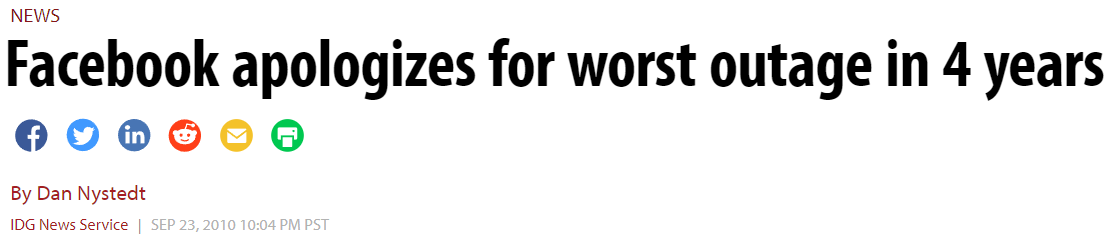 NEWS
Facebook apologizes for worst outage in 4 years
By Dan Nystedt
IDG News Service | SEP 23, 2010 10:04 PM PST